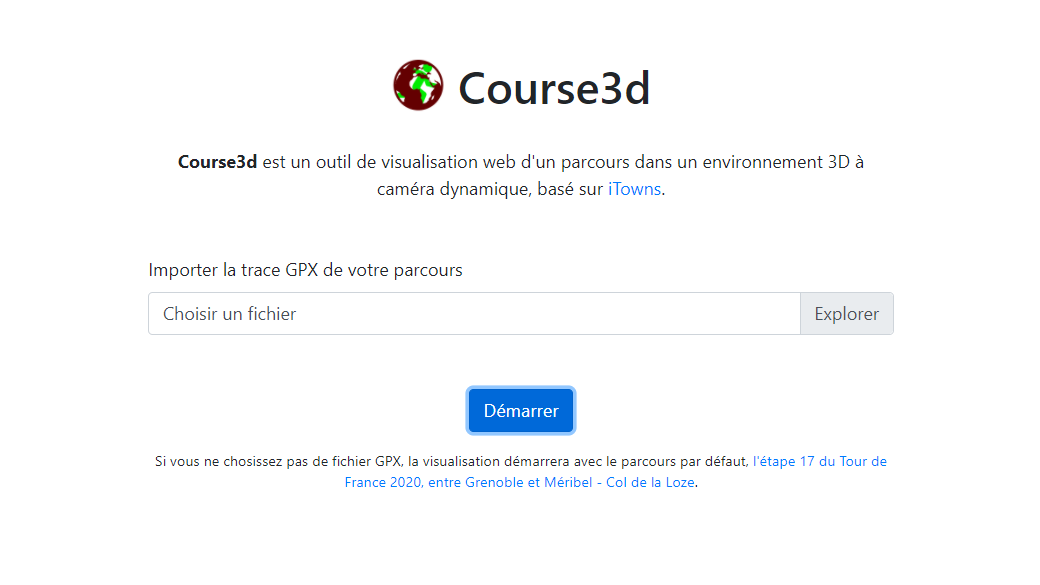 Course3d
Course3d est un outil de visualisation web d'un parcours dans un environnement 3D à
caméra dynamique, basé sur iTowns.
Importer la trace GPX de votre parcours
Choisir un fichier Explorer
Démarrer
Si vous ne chosissez pas de fichier GPX, la visualisation démarrera avec le parcours par défaut, l'étape 17 du Tour de
France 2020, entre Grenoble et Méribel - Col de la Loze.